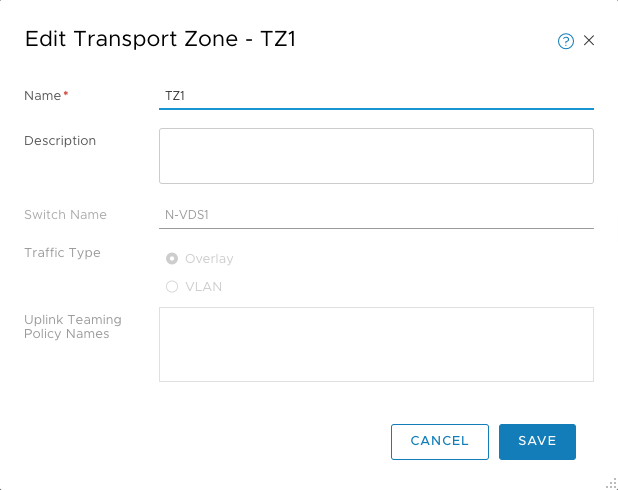 Edit Transport Zone - TZ1
?
Name*
TZ1
Description
Switch Name
N-VDS1
Traffic Type
Overlay
VLAN
Uplink Teaming
Policy Names
CANCEL
SAVE